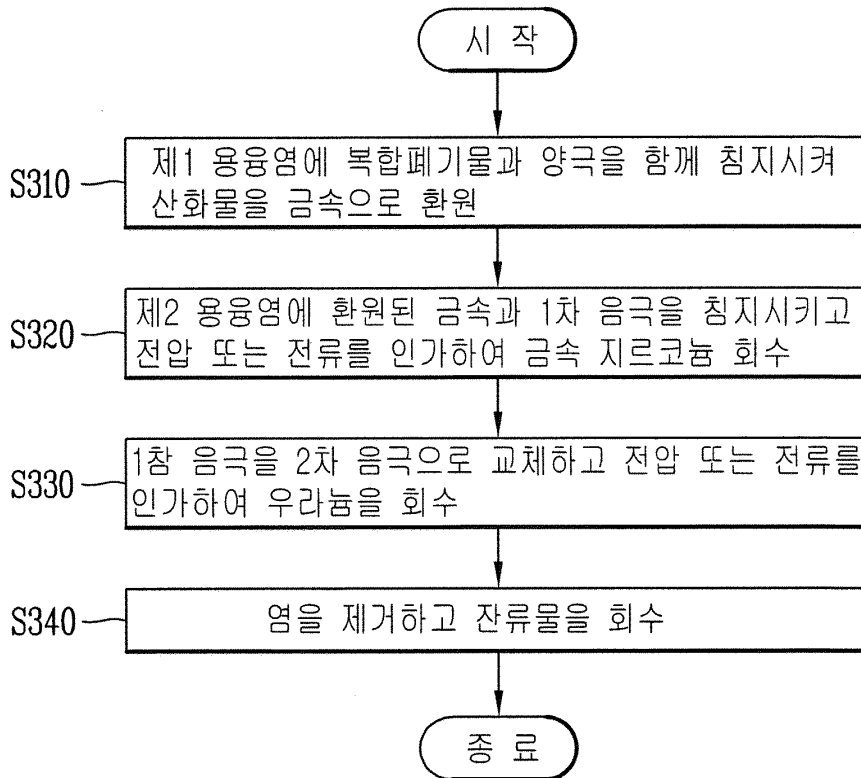 시 작
S310
제1 용융염에 복합폐기물과 양극을 함께 침지시켜
산화물을 금속으로 환원
S320
제2 용융염에 환원된 금속과 1차 음극을 침지시키고
전압 또는 전류를 인가하여 금속 지르코늄 회수
S330
1참 음극을 2차 음극으로 교체하고 전압 또는 전류를
인가하여 우라늄을 회수
S340
염을 제거하고 잔류물을 회수
종 료